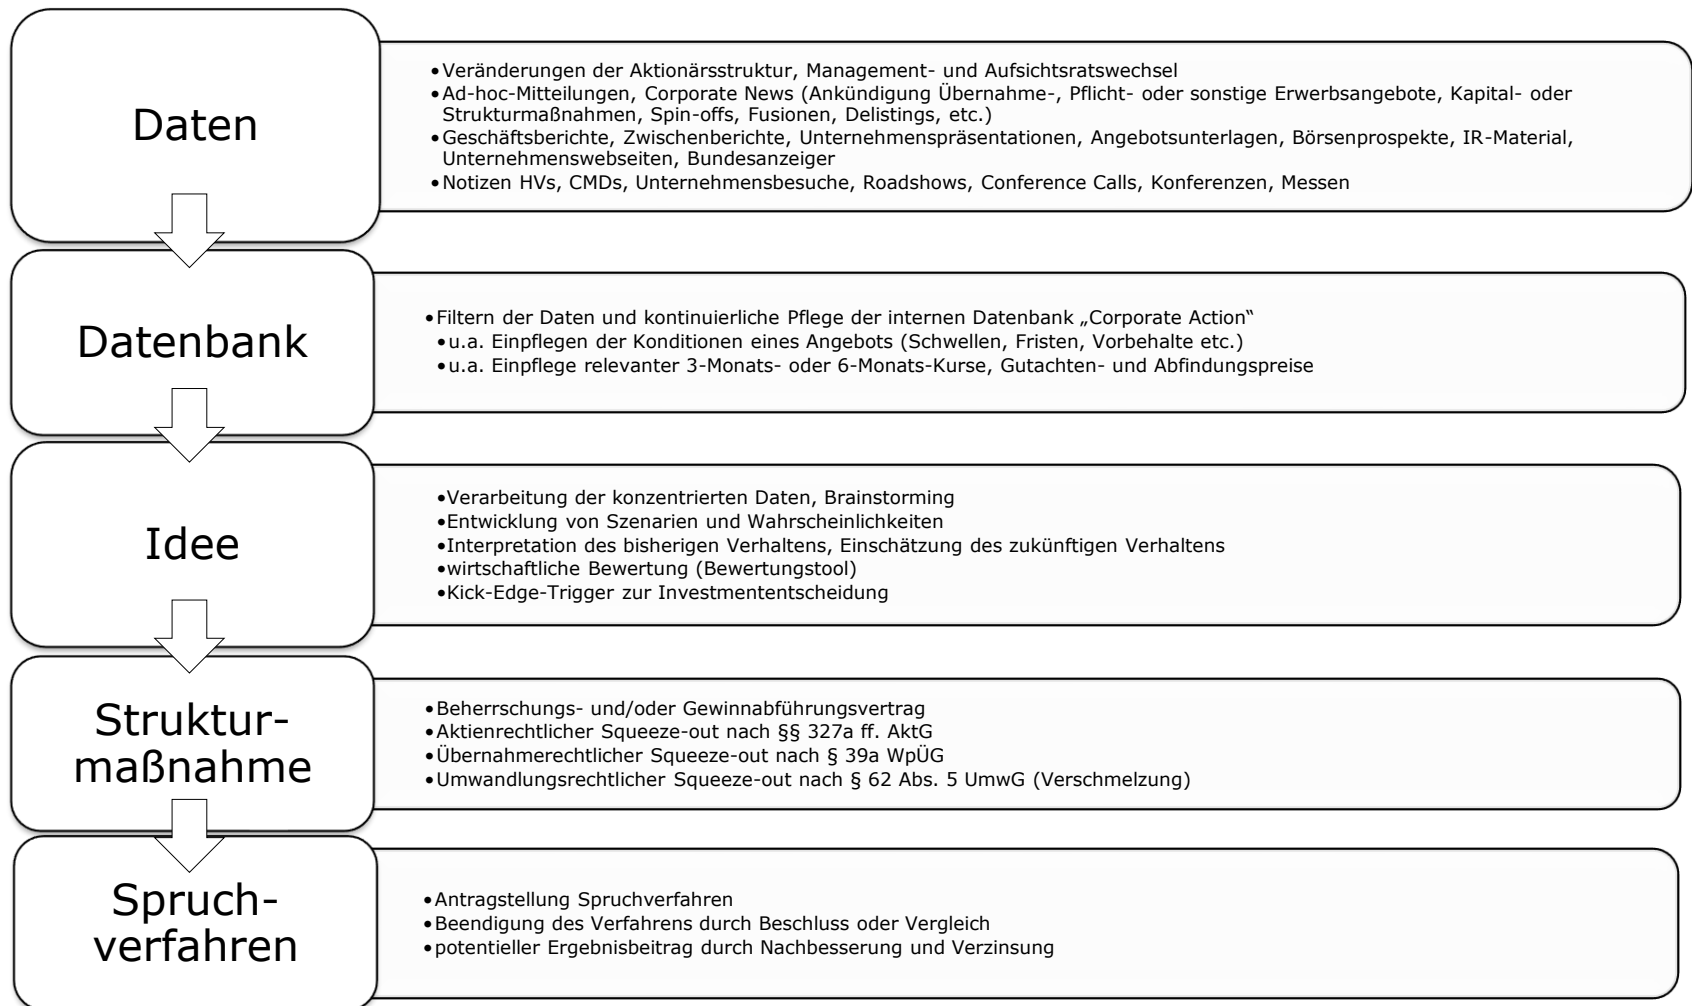 Daten
•Veränderungen der Aktionärsstruktur, Management- und Aufsichtsratswechsel
•Ad-hoc-Mitteilungen, Corporate News (Ankündigung Übernahme-, Pflicht- oder sonstige Erwerbsangebote, Kapital- oder
Strukturmaßnahmen, Spin-offs, Fusionen, Delistings, etc.)
•Geschäftsberichte, Zwischenberichte, Unternehmenspräsentationen, Angebotsunterlagen, Börsenprospekte, IR-Material,
Unternehmenswebseiten, Bundesanzeiger
•Notizen HVs, CMDs, Unternehmensbesuche, Roadshows, Conference Calls, Konferenzen, Messen
Datenbank
•Filtern der Daten und kontinuierliche Pflege der internen Datenbank „Corporate Action“
•u.a. Einpflegen der Konditionen eines Angebots (Schwellen, Fristen, Vorbehalte etc.)
•u.a. Einpflege relevanter 3-Monats- oder 6-Monats-Kurse, Gutachten- und Abfindungspreise
Idee
•Verarbeitung der konzentrierten Daten, Brainstorming
•Entwicklung von Szenarien und Wahrscheinlichkeiten
•Interpretation des bisherigen Verhaltens, Einschätzung des zukünftigen Verhaltens
•wirtschaftliche Bewertung (Bewertungstool)
•Kick-Edge-Trigger zur Investmententscheidung
Struktur-
maßnahme
•Beherrschungs- und/oder Gewinnabführungsvertrag
•Aktienrechtlicher Squeeze-out nach §§ 327a ff. AktG
•Übernahmerechtlicher Squeeze-out nach § 39a WpÜG
•Umwandlungsrechtlicher Squeeze-out nach § 62 Abs. 5 UmwG (Verschmelzung)
Spruch-
verfahren
•Antragstellung Spruchverfahren
•Beendigung des Verfahrens durch Beschluss oder Vergleich
•potentieller Ergebnisbeitrag durch Nachbesserung und Verzinsung